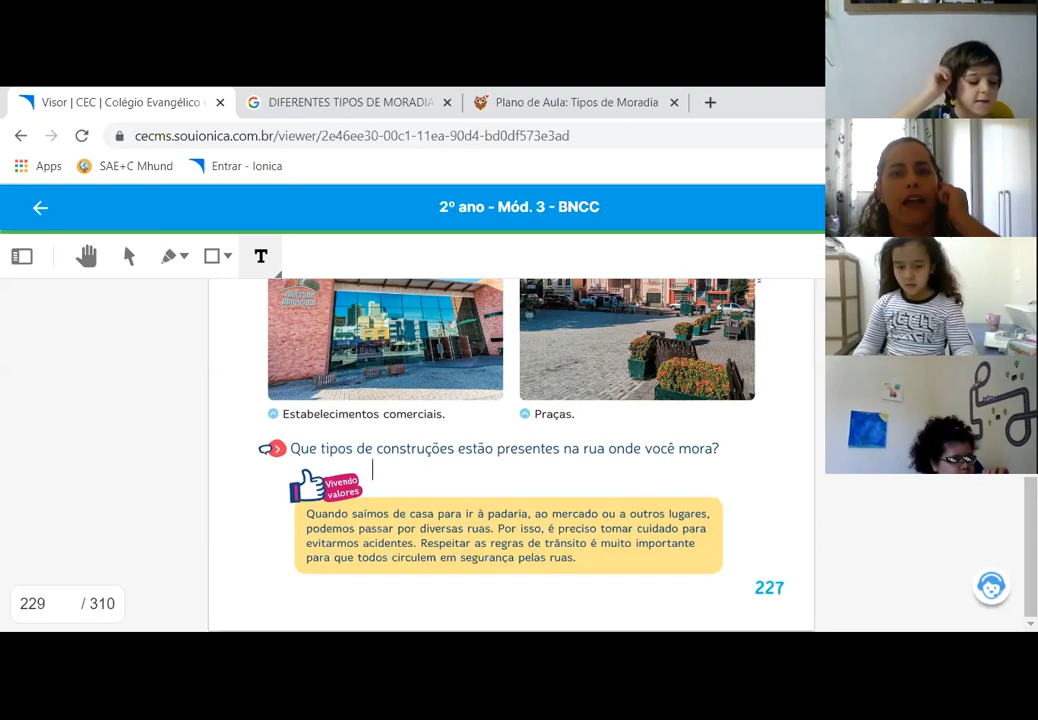 Visor | CEC | Colégio Evangélico
DIFERENTES TIPOS DE MORADIA
Plano de Aula: Tipos de Moradia
cecms.souionica.com.br/viewer/2e46ee30-00c1-11ea-90d4-bd0df573e3ad
Apps
SAE+C Mhund
Entrar - Ionica
2º ano - Mód. 3 - BNCC
T
Mercado
Municipal
Estabelecimentos comerciais.
Praças.
Que tipos de construções estão presentes na rua onde você mora?
Vivendo
valores
Quando saímos de casa para ir à padaria, ao mercado ou a outros lugares,
podemos passar por diversas ruas. Por isso, é preciso tomar cuidado para
evitarmos acidentes. Respeitar as regras de trânsito é muito importante
para que todos circulem em segurança pelas ruas.
227
229 / 310